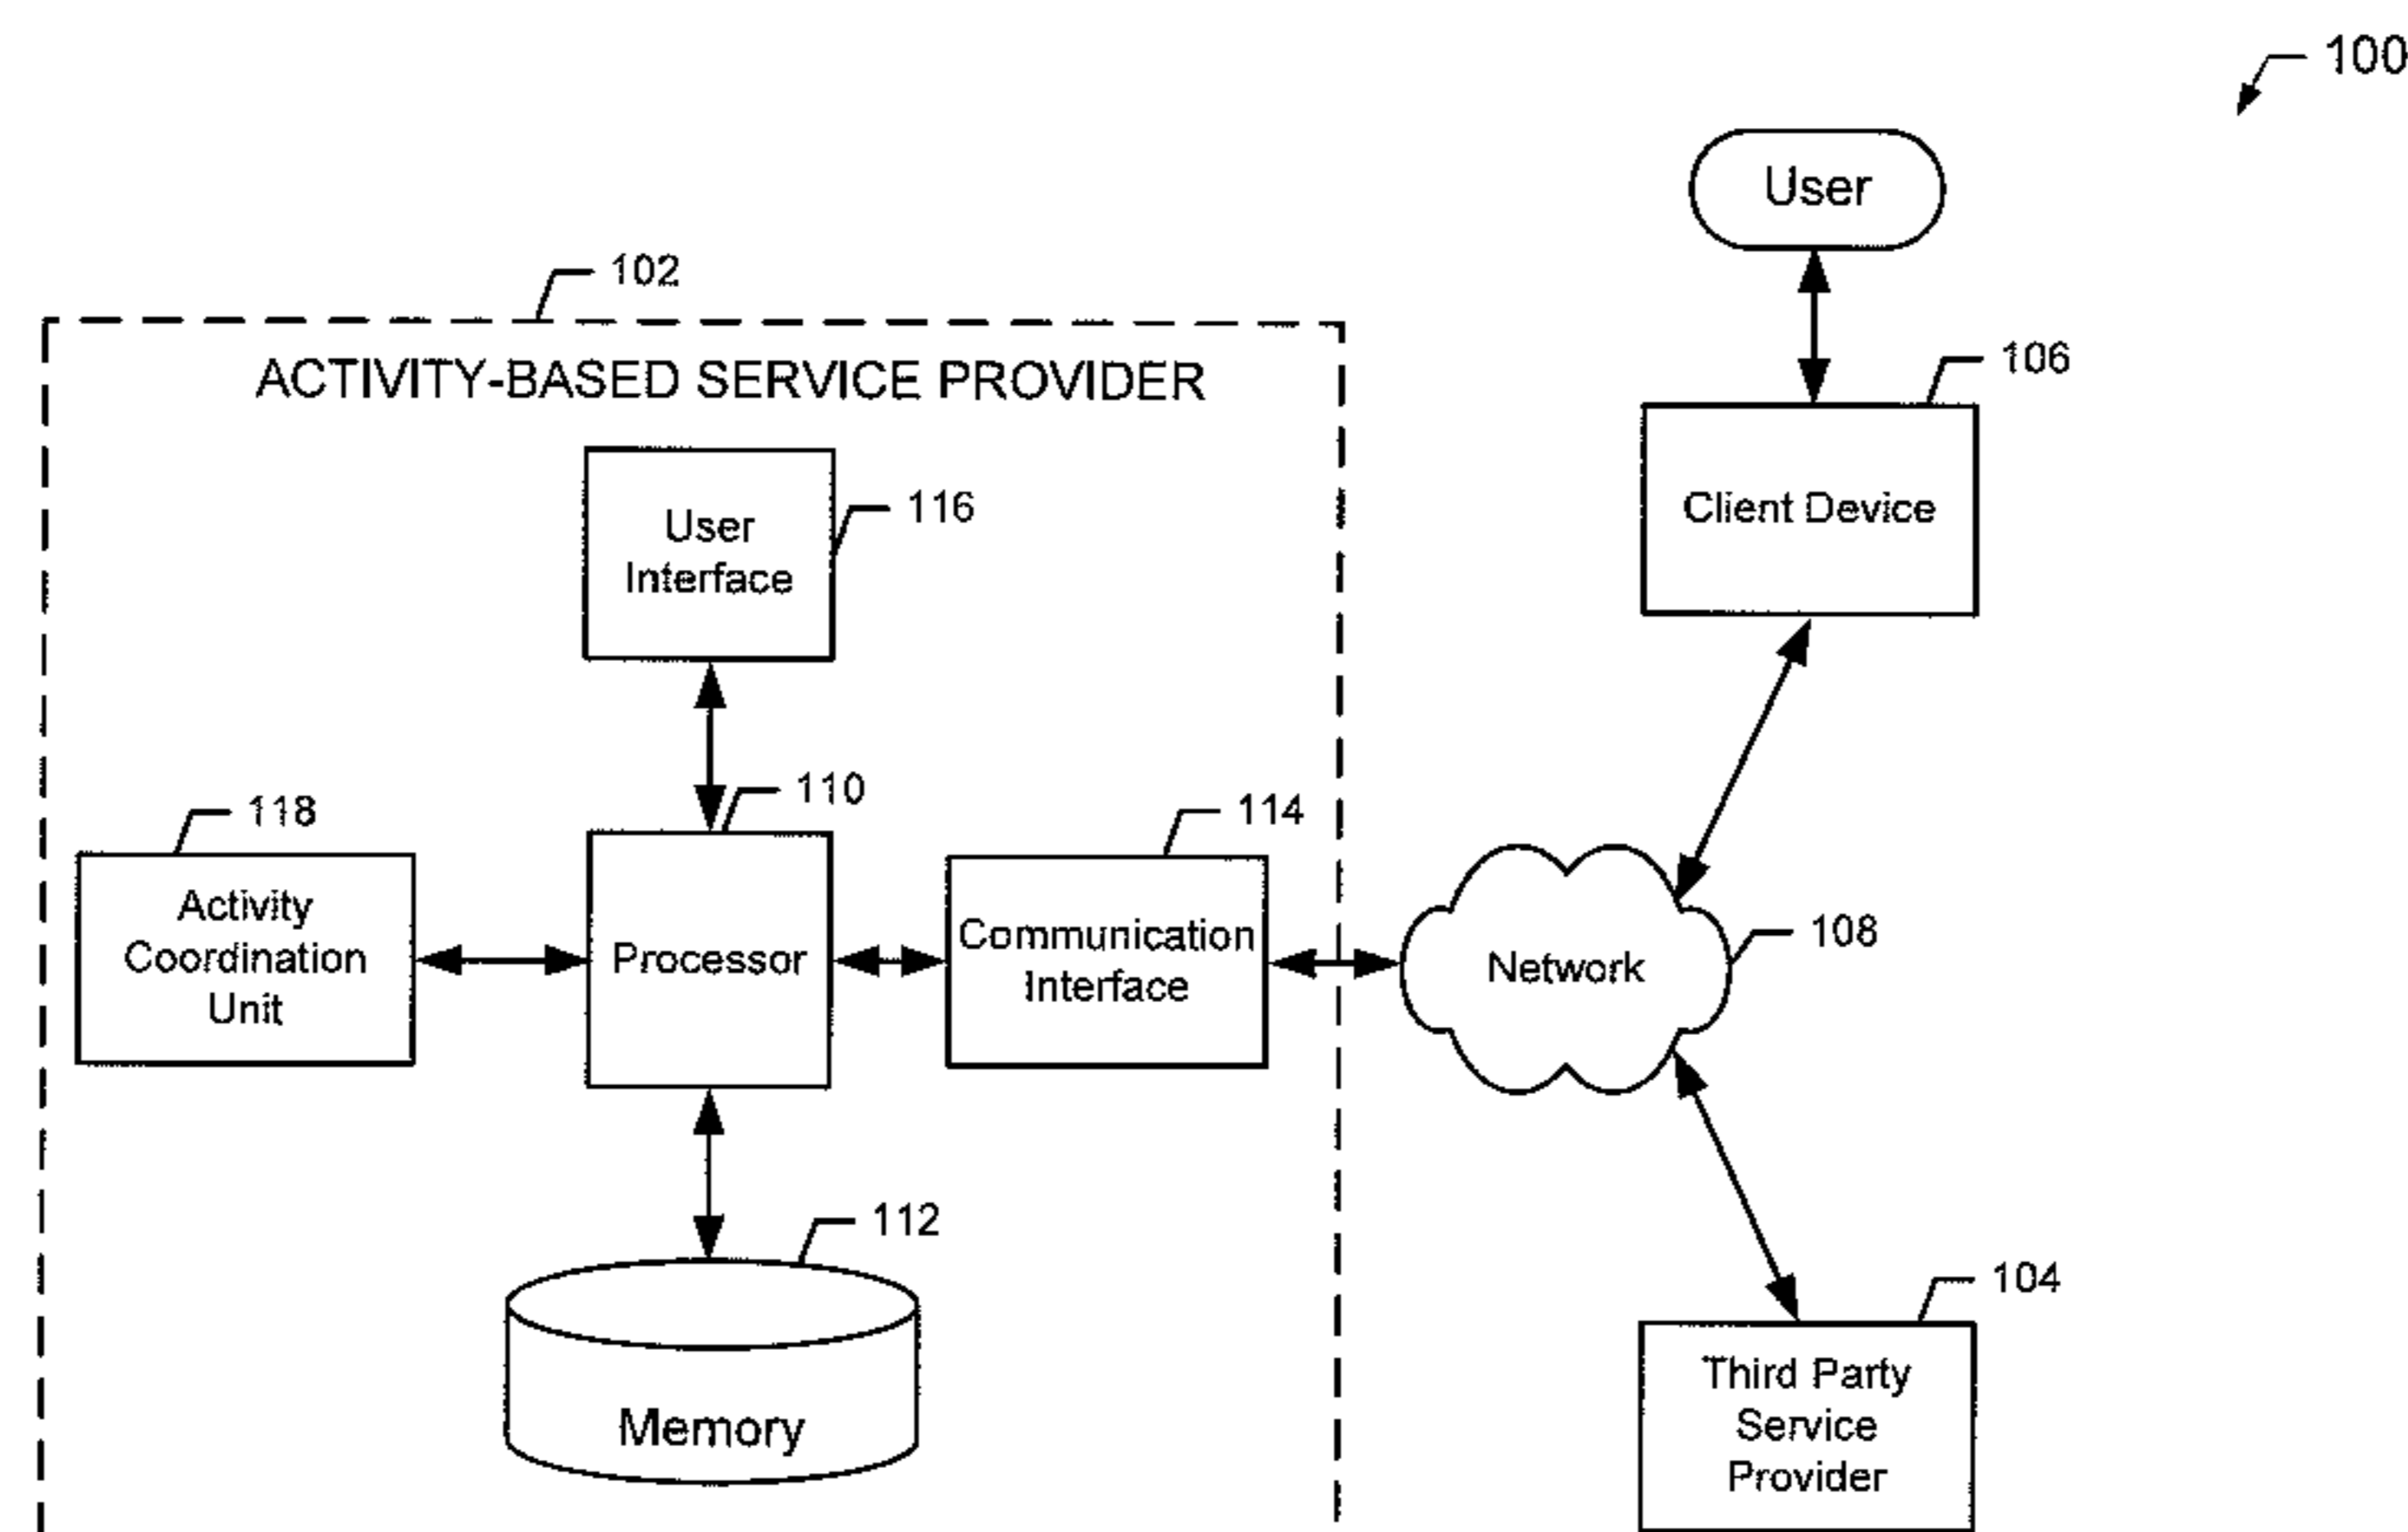 100
User
102
ACTIVITY-BASED SERVICE PROVIDER
106
Client Device
User
Interface
116
110
118
114
Activity
Coordination
Unit
Processor
Communication
Interface
Network
108
112
Memory
104
Third Party
Service
Provider